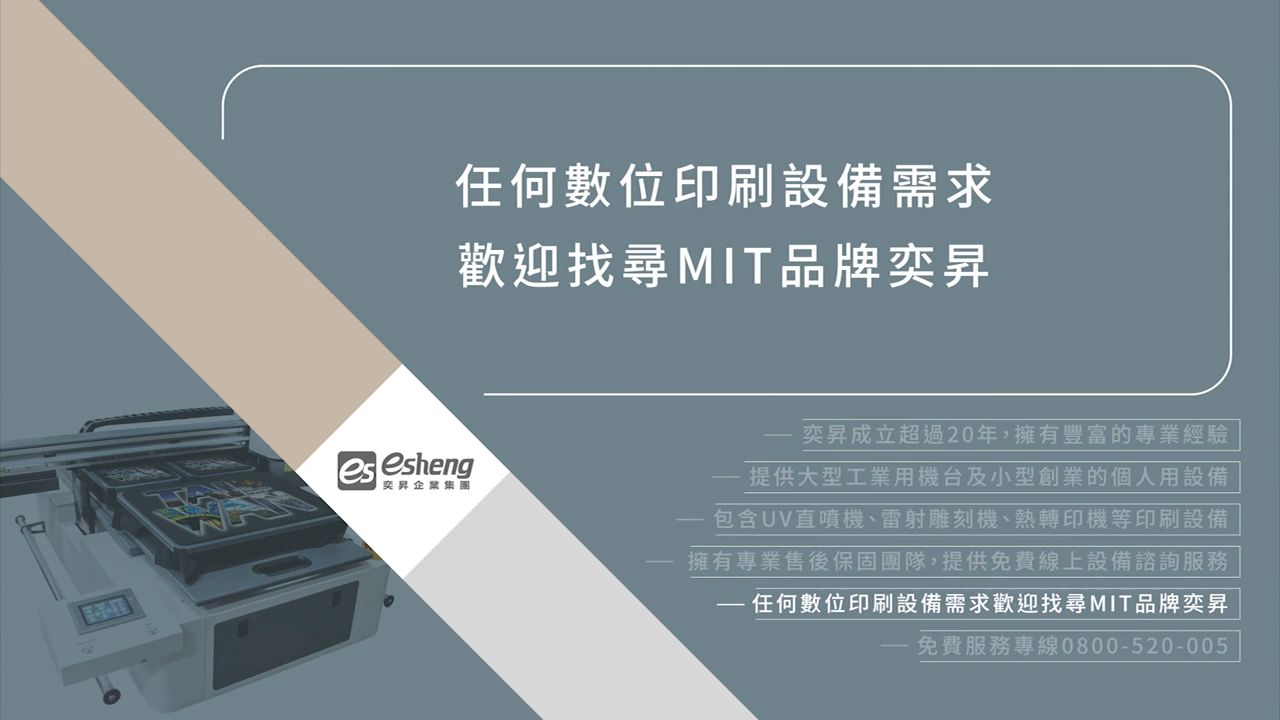 任何數位印刷設備需求
歡迎找尋MIT品牌奕昇
奕昇成立超過20年,擁有豐富的專業經驗
提供大型工業用機台及小型創業的個人用設備
包含UV直噴機、雷射雕刻機、熱轉印機等印刷設備
擁有專業售後保固團隊,提供免費線上設備諮詢服務
任何數位印刷設備需求歡迎找尋MIT品牌奕昇
免費服務專線0800-520-005
es esheng
奕昇企業集團
TAIWAN